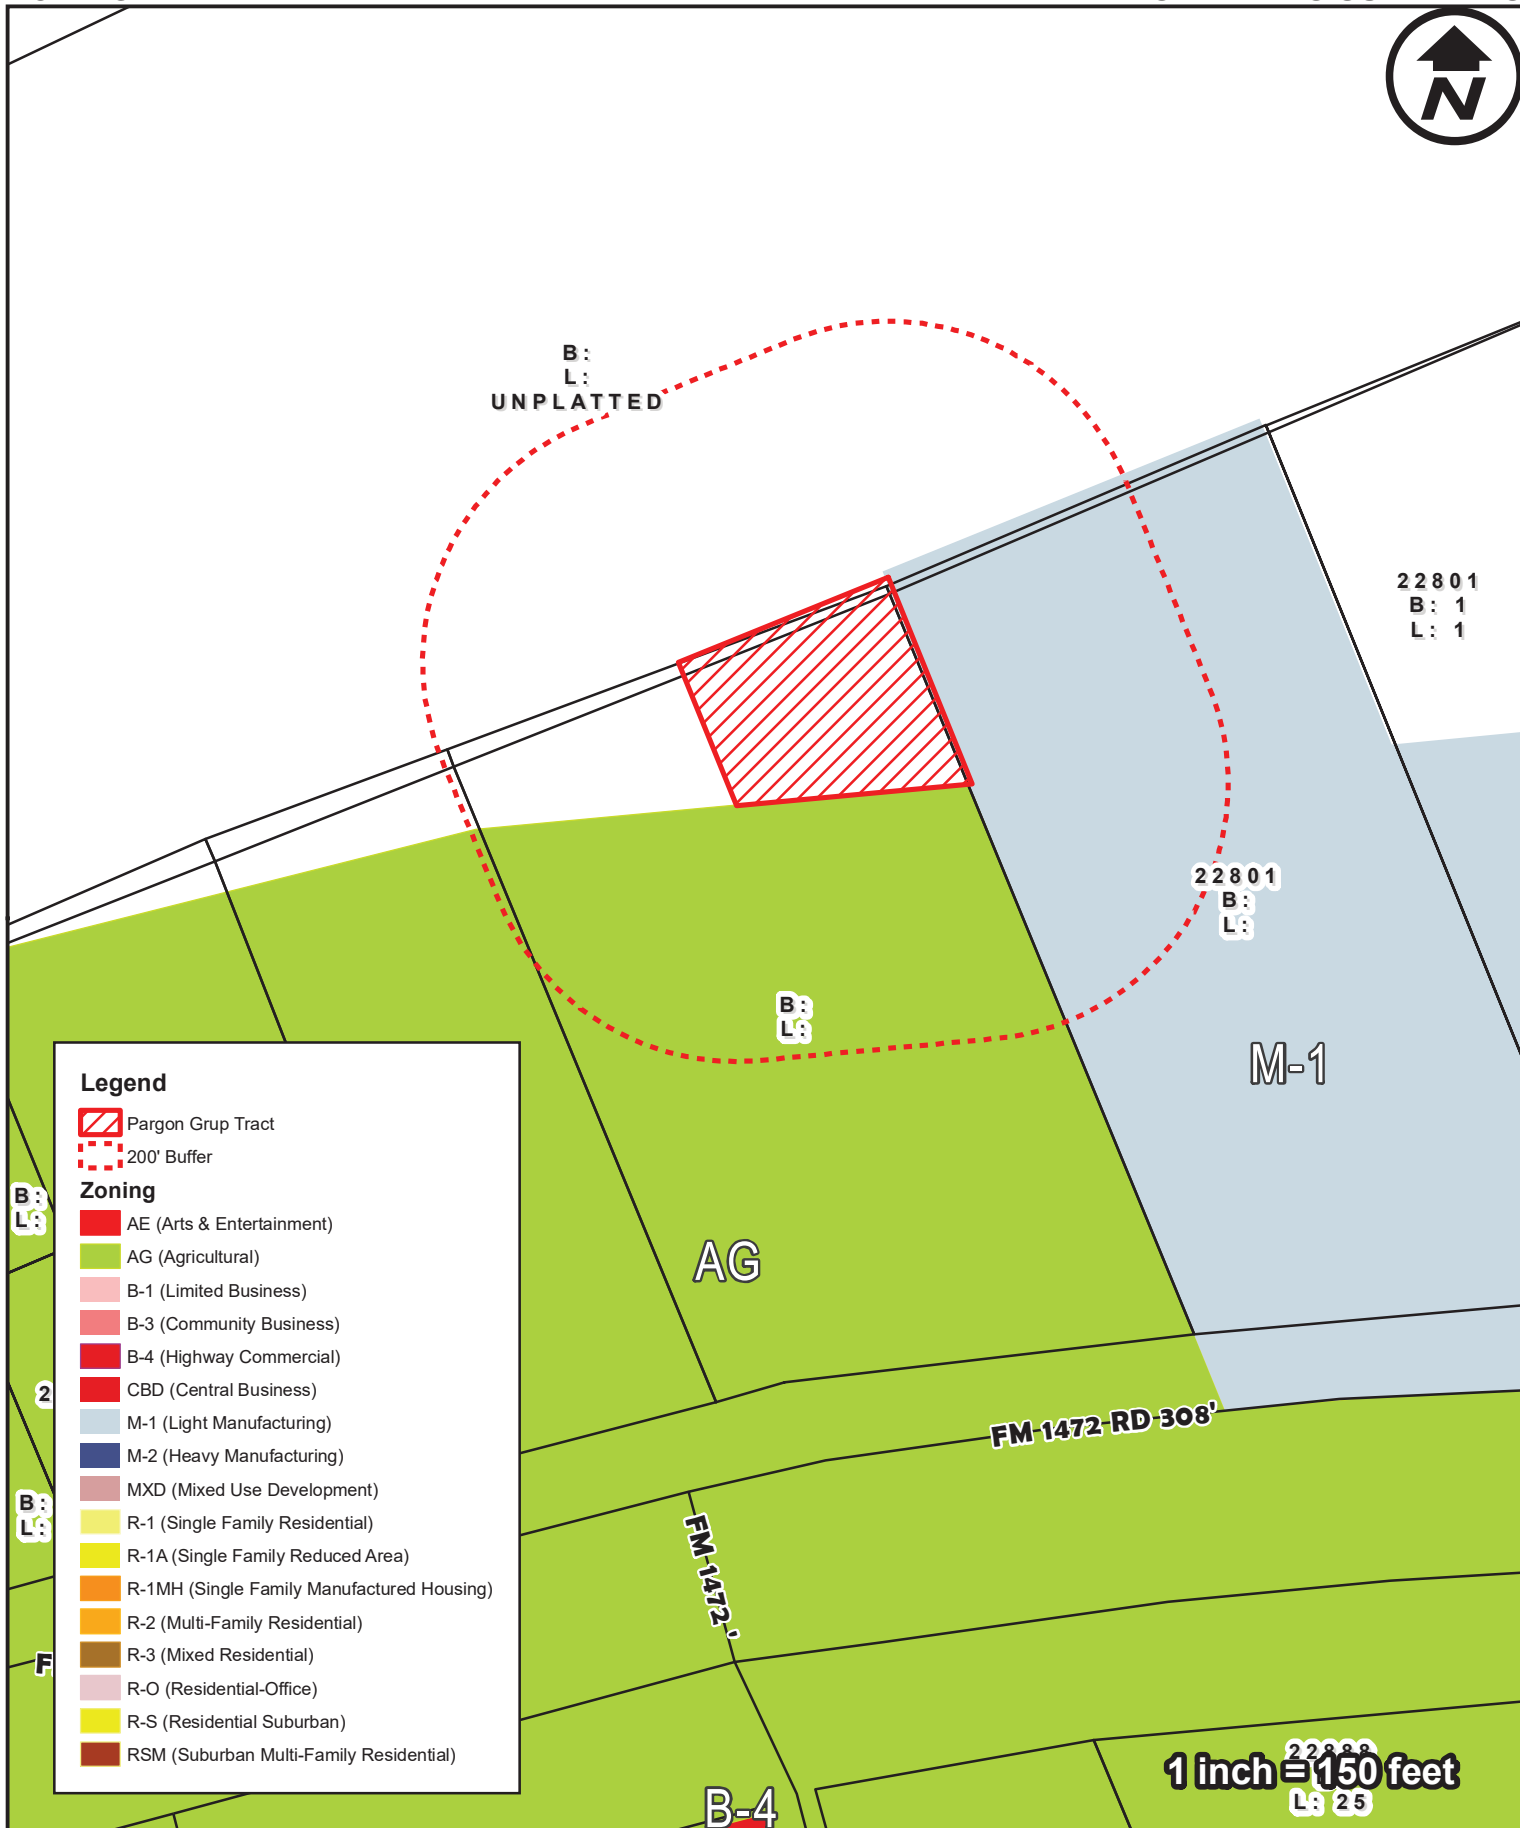 N
B:
L:
UNPLATTED
22801
B: 1
L: 1
22801
B:
L:
B:
L:
M-1
AG
B:
L:
2
B:
L:
F
FM 1472 RD 308'
FM 1472 '
Legend
Pargon Grup Tract
200' Buffer
Zoning
AE (Arts & Entertainment)
AG (Agricultural)
B-1 (Limited Business)
B-3 (Community Business)
B-4 (Highway Commercial)
CBD (Central Business)
M-1 (Light Manufacturing)
M-2 (Heavy Manufacturing)
MXD (Mixed Use Development)
R-1 (Single Family Residential)
R-1A (Single Family Reduced Area)
R-1MH (Single Family Manufactured Housing)
R-2 (Multi-Family Residential)
R-3 (Mixed Residential)
R-O (Residential-Office)
R-S (Residential Suburban)
RSM (Suburban Multi-Family Residential)
B-4
1 inch = 150 feet
L: 25